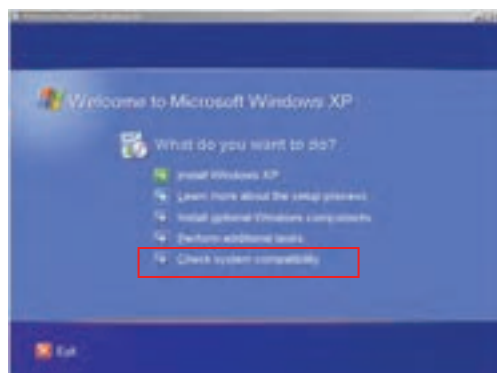 Welcome to Microsoft Windows XP
What do you want to do?
Install Windows XP
Learn more about the setup process
Install optional Windows components
Perform additional tasks
Check system compatibility
Exit